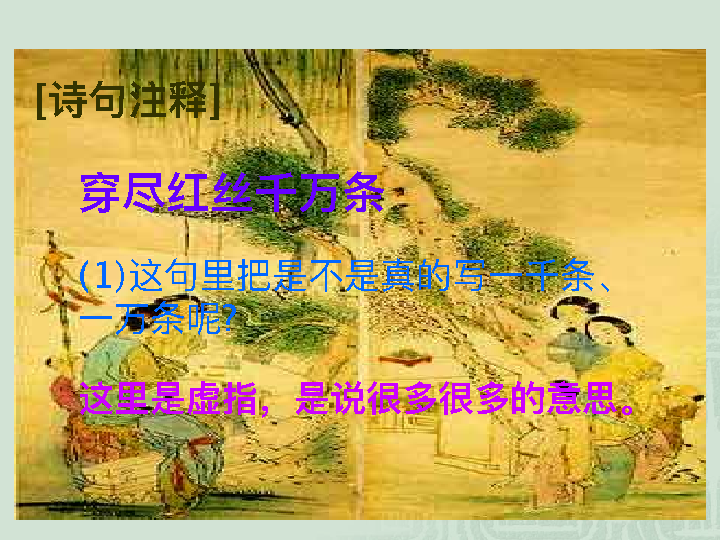 [诗句注释]
穿尽红丝千万条
(1)这句里把是不是真的写一千条、
一万条呢?
这里是虚指，是说很多很多的意思。